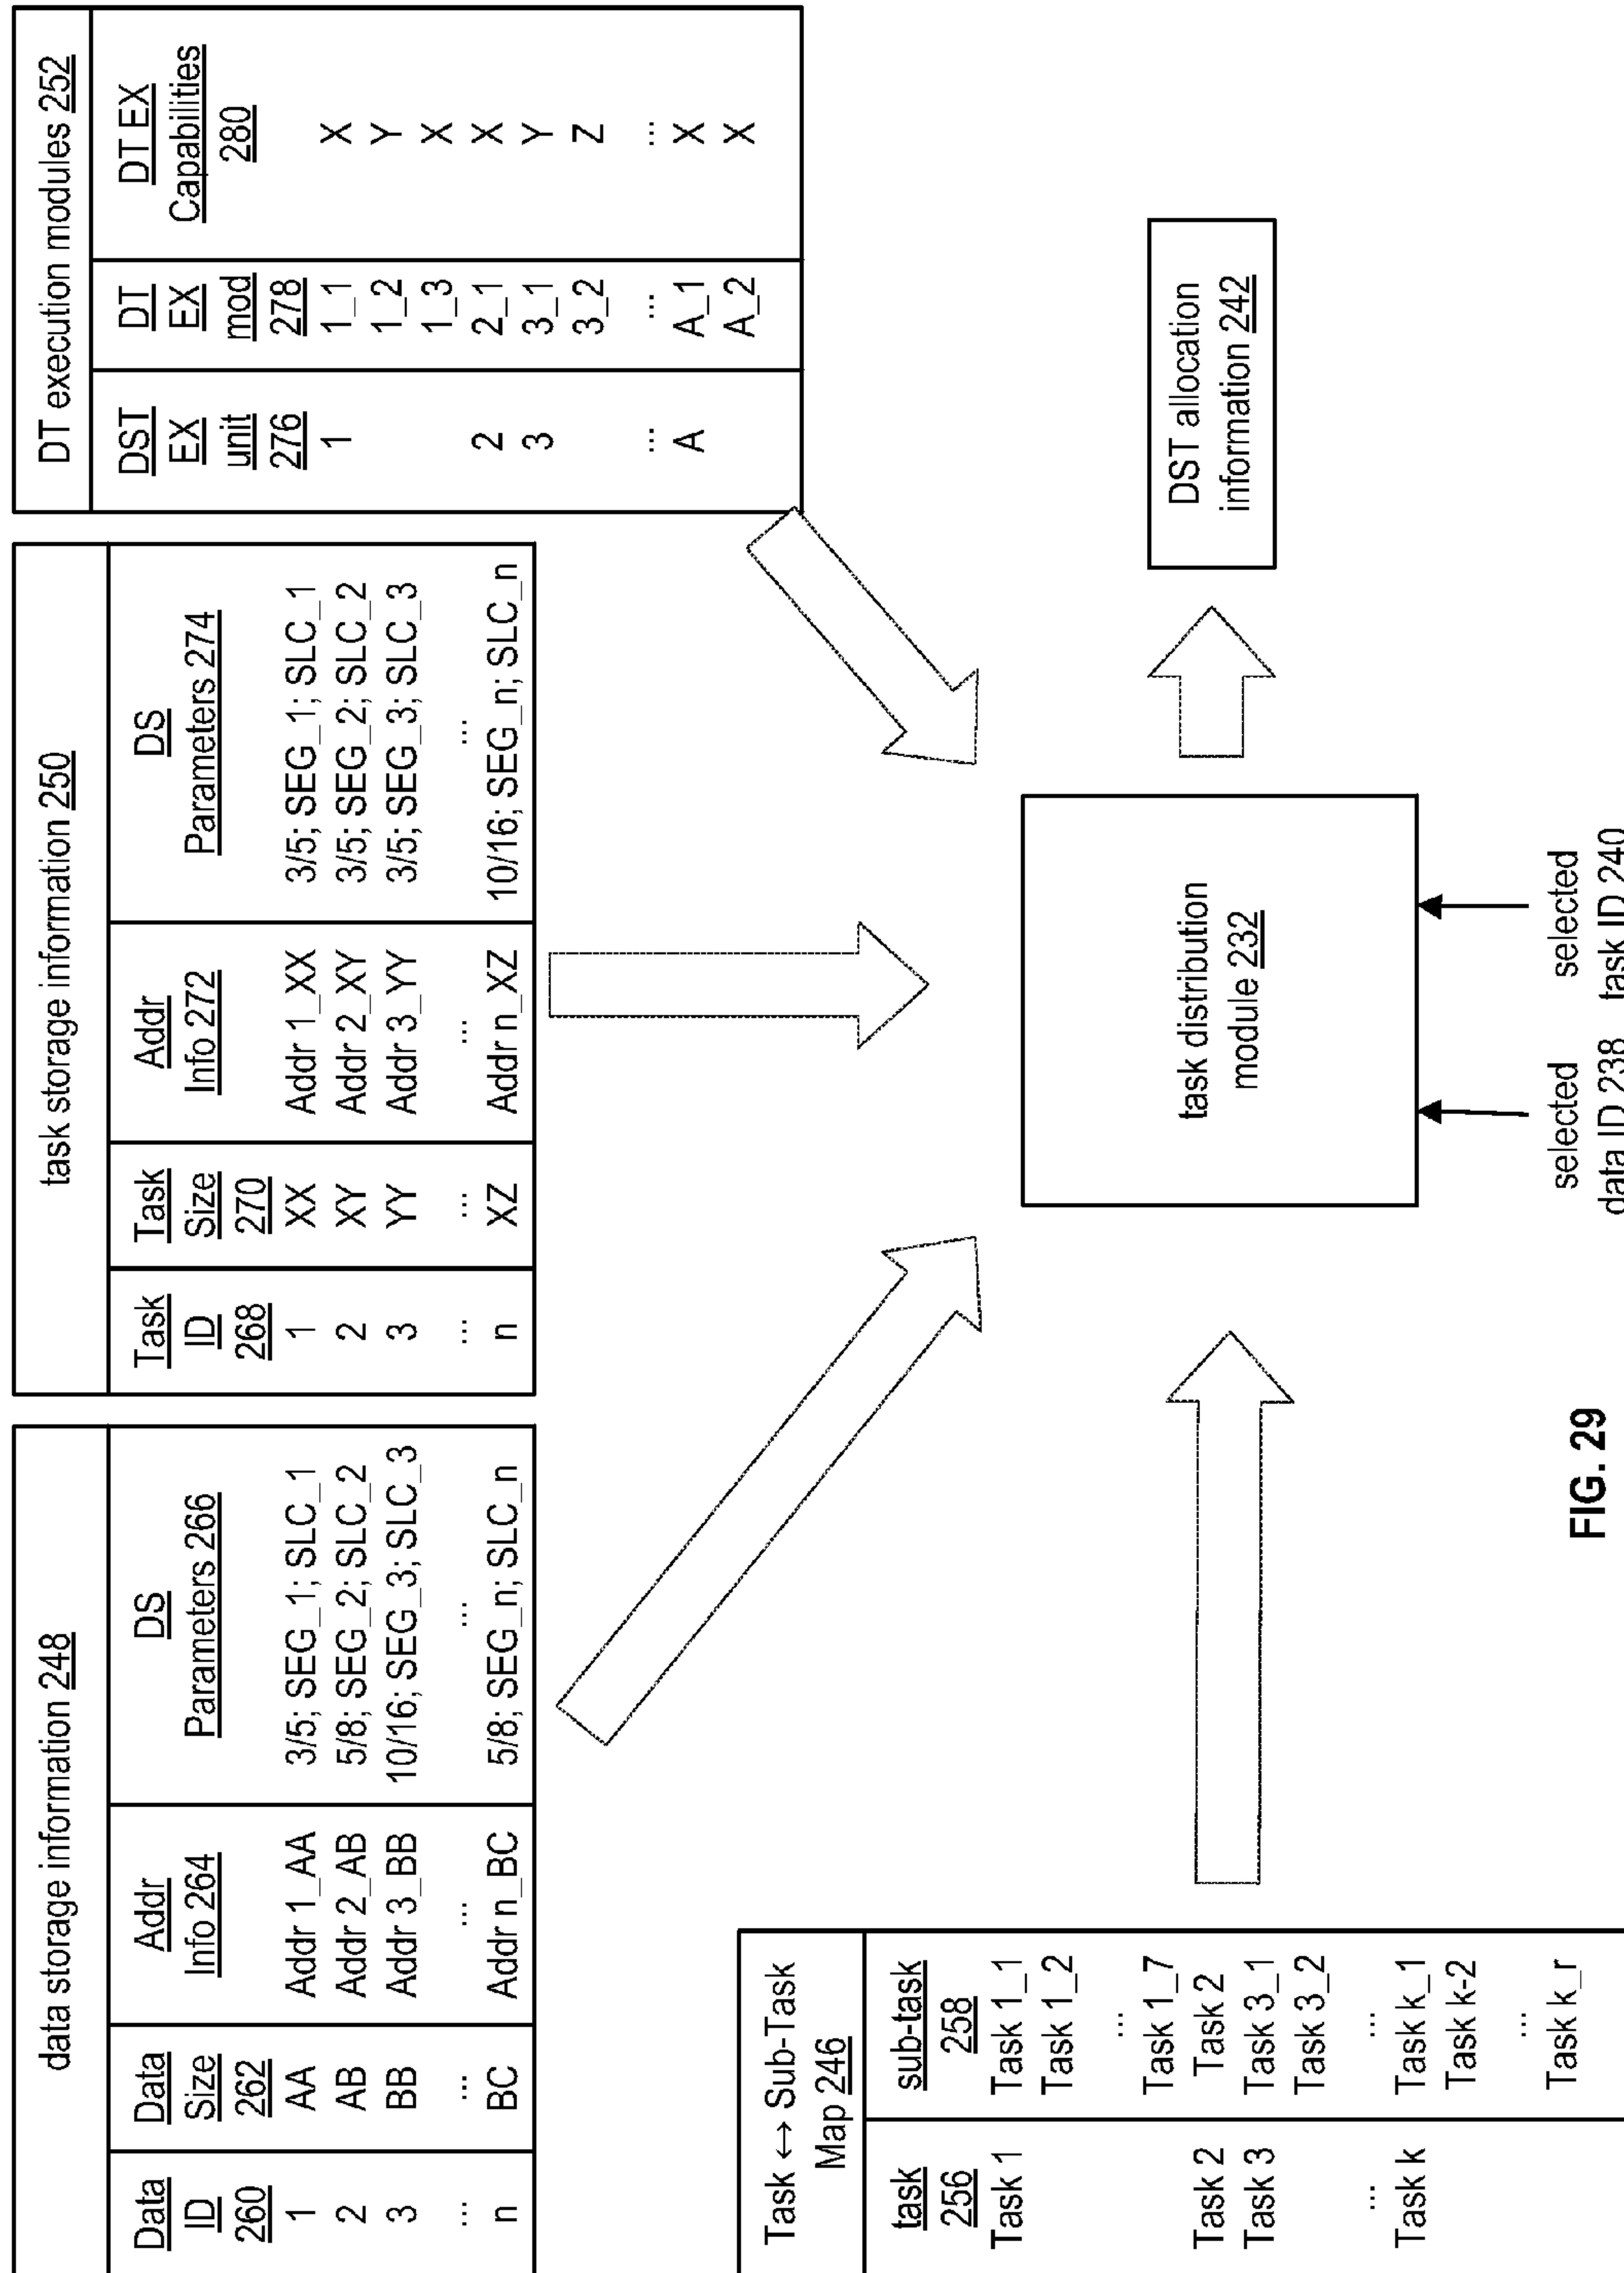 data storage information 248
Data ID 260 | Data Size 262 | Addr Info 264 | DS Parameters 266
1 | AA | Addr 1_AA | 3/5; SEG_1; SLC_1
2 | AB | Addr 2_AB | 5/8; SEG_2; SLC_2
3 | BB | Addr 3_BB | 10/16; SEG_3; SLC_3
... | ... | ... | ...
n | BC | Addr n_BC | 5/8; SEG_n; SLC_n
task storage information 250
Task ID 268 | Task Size 270 | Addr Info 272 | DS Parameters 274
1 | XX | Addr 1_XX | 3/5; SEG_1; SLC_1
2 | XY | Addr 2_XY | 3/5; SEG_2; SLC_2
3 | YY | Addr 3_YY | 3/5; SEG_3; SLC_3
... | ... | ... | ...
n | XZ | Addr n_XZ | 10/16; SEG_n; SLC_n
DT execution modules 252
DST EX unit 276 | DT EX mod 278 | DT EX Capabilities 280
1 | 1_1 | X
1_2 | Y
1_3 | X
2 | 2_1 | X
3 | 3_1 | Y
3_2 | Z
... | ... | ...
A | A_1 | X
A_2 | X
Task ↔ Sub-Task
Map 246
task 256 | sub-task 258
Task 1 | Task 1_1
Task 1_2
...
Task 1_7
Task 2 | Task 2
Task 3 | Task 3_1
Task 3_2
... | ...
Task k | Task k_1
Task k-2
...
Task k_r
task distribution
module 232
DST allocation
information 242
selected
data ID 238
selected
task ID 240
FIG. 29